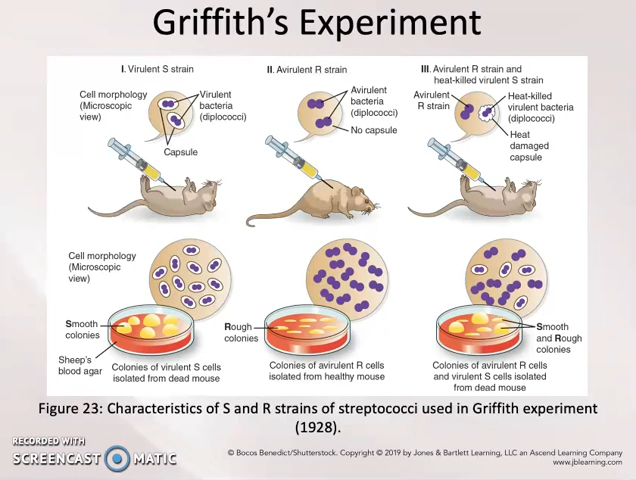 Griffith's Experiment
I. Virulent S strain
Cell morphology
(Microscopic
view)
Virulent
bacteria
(diplococci)
Capsule
II. Avirulent R strain
Avirulent
bacteria
(diplococci)
No capsule
III. Avirulent R strain and
heat-killed virulent S strain
Avirulent
R strain
Heat-killed
virulent bacteria
(diplococci)
Heat
damaged
capsule
Cell morphology
(Microscopic
view)
Smooth
colonies
Sheep's
blood agar
Colonies of virulent S cells
isolated from dead mouse
Rough
colonies
Colonies of avirulent R cells
isolated from healthy mouse
Smooth
and Rough
colonies
Colonies of avirulent R cells
and virulent S cells isolated
from dead mouse
Figure 23: Characteristics of S and R strains of streptococci used in Griffith experiment
(1928).
RECORDED WITH
SCREENCAST MATIC
© Bocos Benedict/Shutterstock. Copyright © 2019 by Jones & Bartlett Learning, LLC an Ascend Learning Company
www.jblearning.com